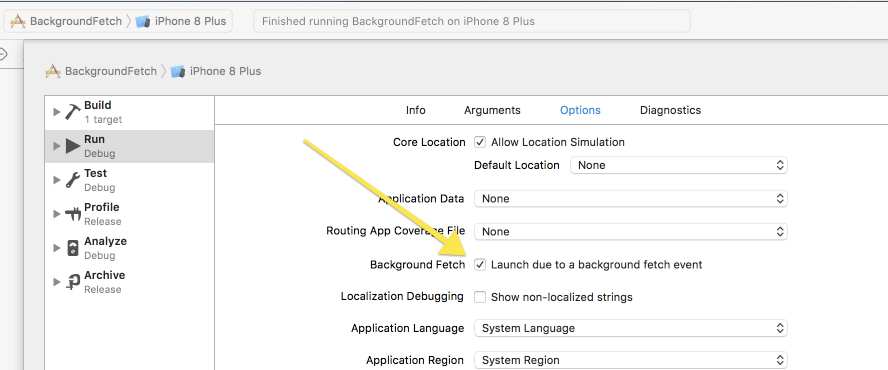 BackgroundFetch iPhone 8 Plus Finished running BackgroundFetch on iPhone 8 Plus
BackgroundFetch iPhone 8 Plus
Build
1 target
Run
Debug
Test
Debug
Profile
Release
Analyze
Debug
Archive
Release
Info Arguments Options Diagnostics
Core Location Allow Location Simulation
Default Location None
Application Data None
Routing App Coverage File None
Background Fetch Launch due to a background fetch event
Localization Debugging Show non-localized strings
Application Language System Language
Application Region System Region